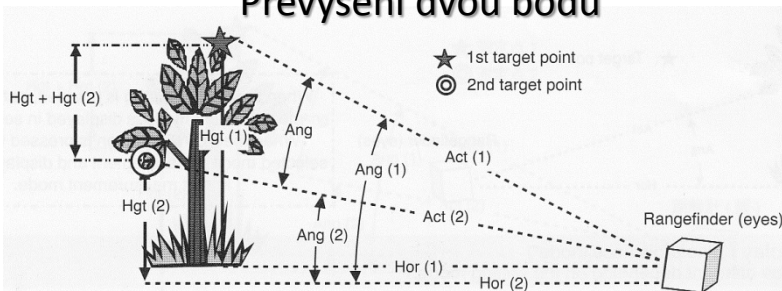 Převýšení dvou bodů
1st target point
2nd target point
Hgt + Hgt (2)
Hgt (1)
Ang
Act (1)
Ang (1)
Hgt (2)
Act (2)
Rangefinder (eyes)
Ang (2)
Hor (1)
Hor (2)